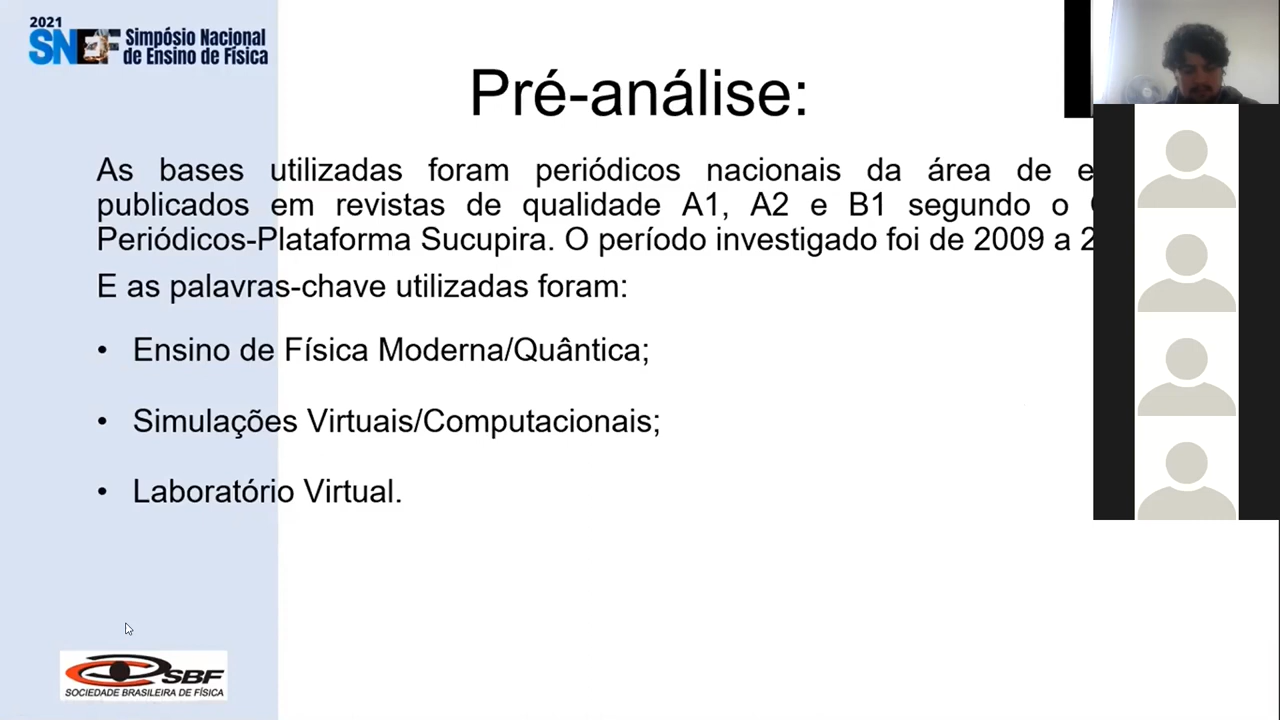 2021
SNEF Simpósio Nacional
de Ensino de Física
Pré-análise:
As bases utilizadas foram periódicos nacionais da área de
publicados em revistas de qualidade A1, A2 e B1 segundo o
Periódicos-Plataforma Sucupira. O período investigado foi de 2009 a
E as palavras-chave utilizadas foram:
• Ensino de Física Moderna/Quântica;
• Simulações Virtuais/Computacionais;
• Laboratório Virtual.
SBF
SOCIEDADE BRASILEIRA DE FÍSICA